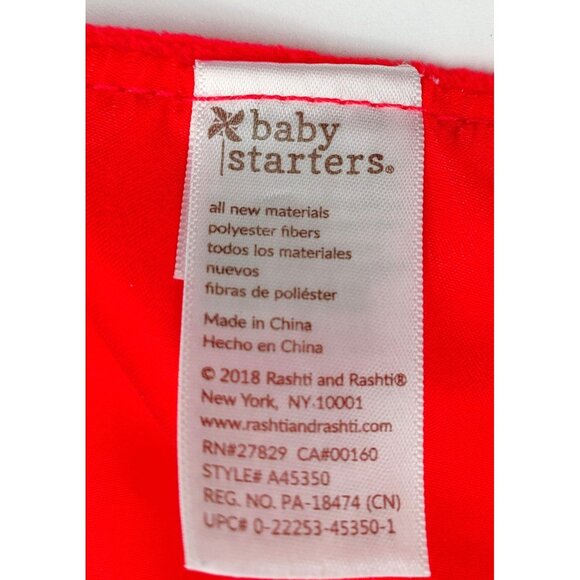 baby
starters®
all new materials
polyester fibers
todos los materiales
nuevos
fibras de poliéster
Made in China
Hecho en China
© 2018 Rashti and Rashti®
New York, NY 10001
www.rashtiandrashti.com
RN#27829 CA#00160
STYLE# A45350
REG. NO. PA-18474 (CN)
UPC# 0-22253-45350-1